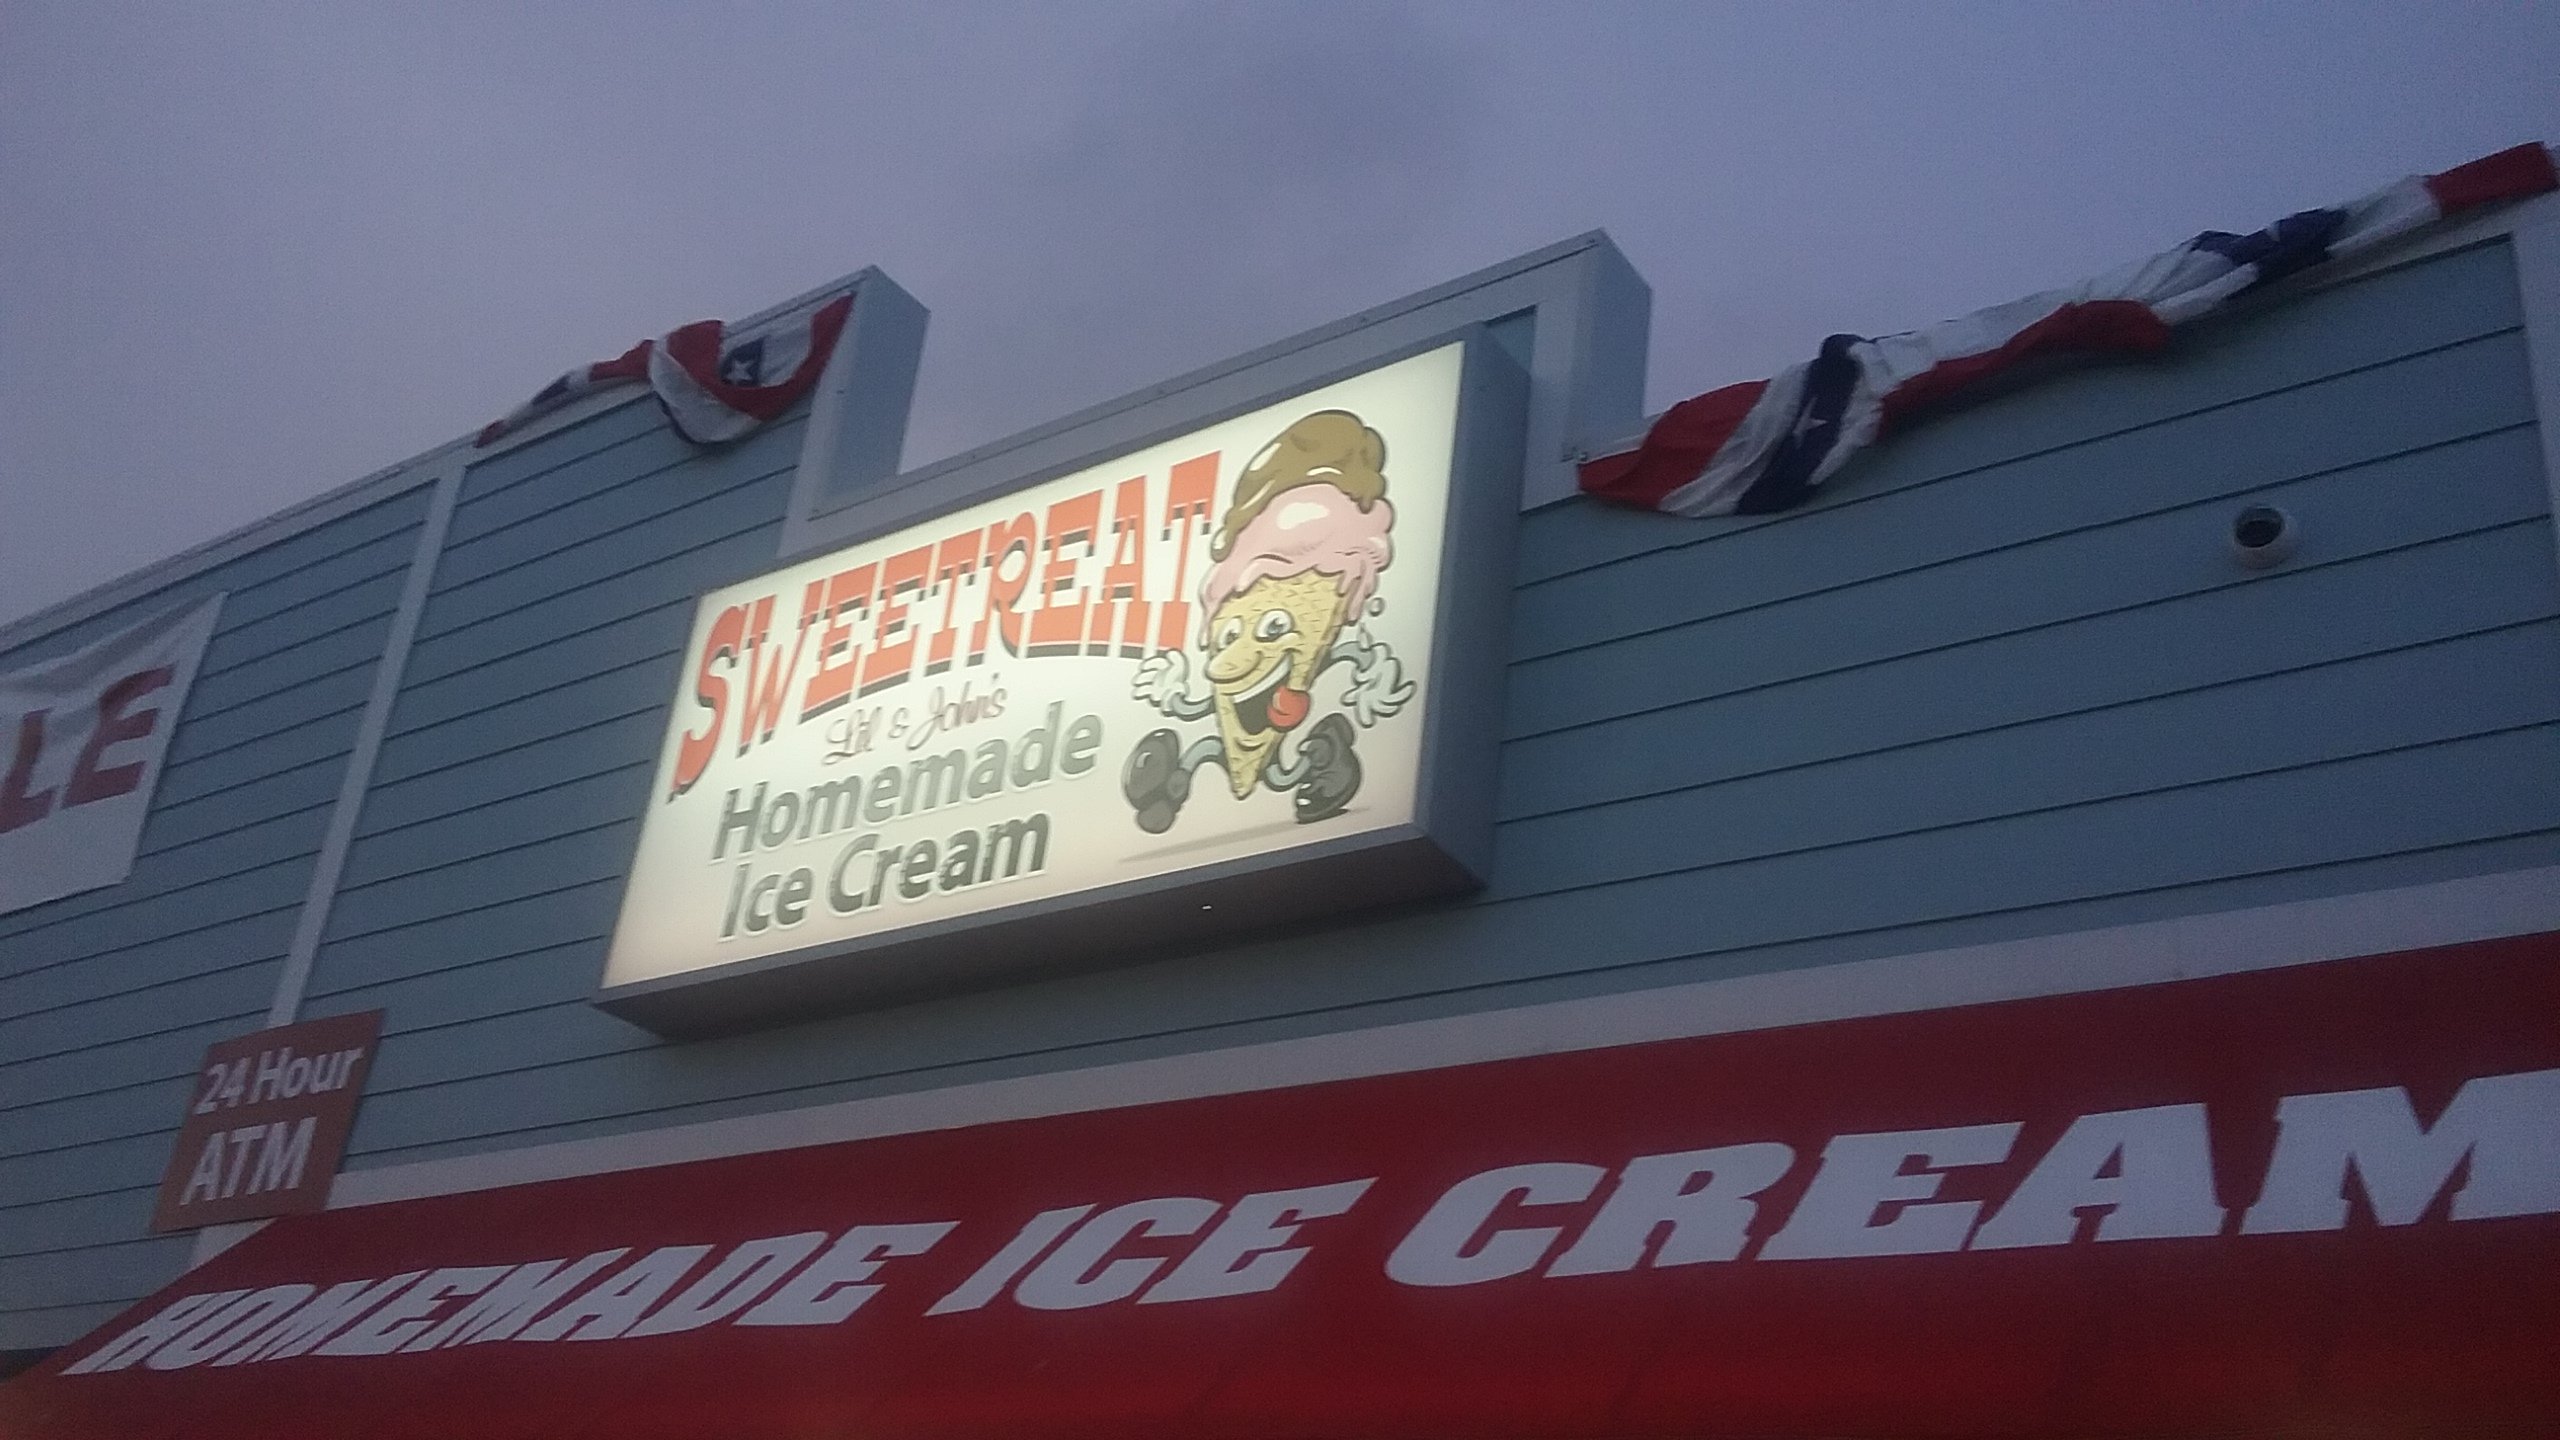 SWEETREAT
Lil & John's
Homemade
Ice Cream
LE
24 Hour
ATM
HOMEMADE ICE CREAM